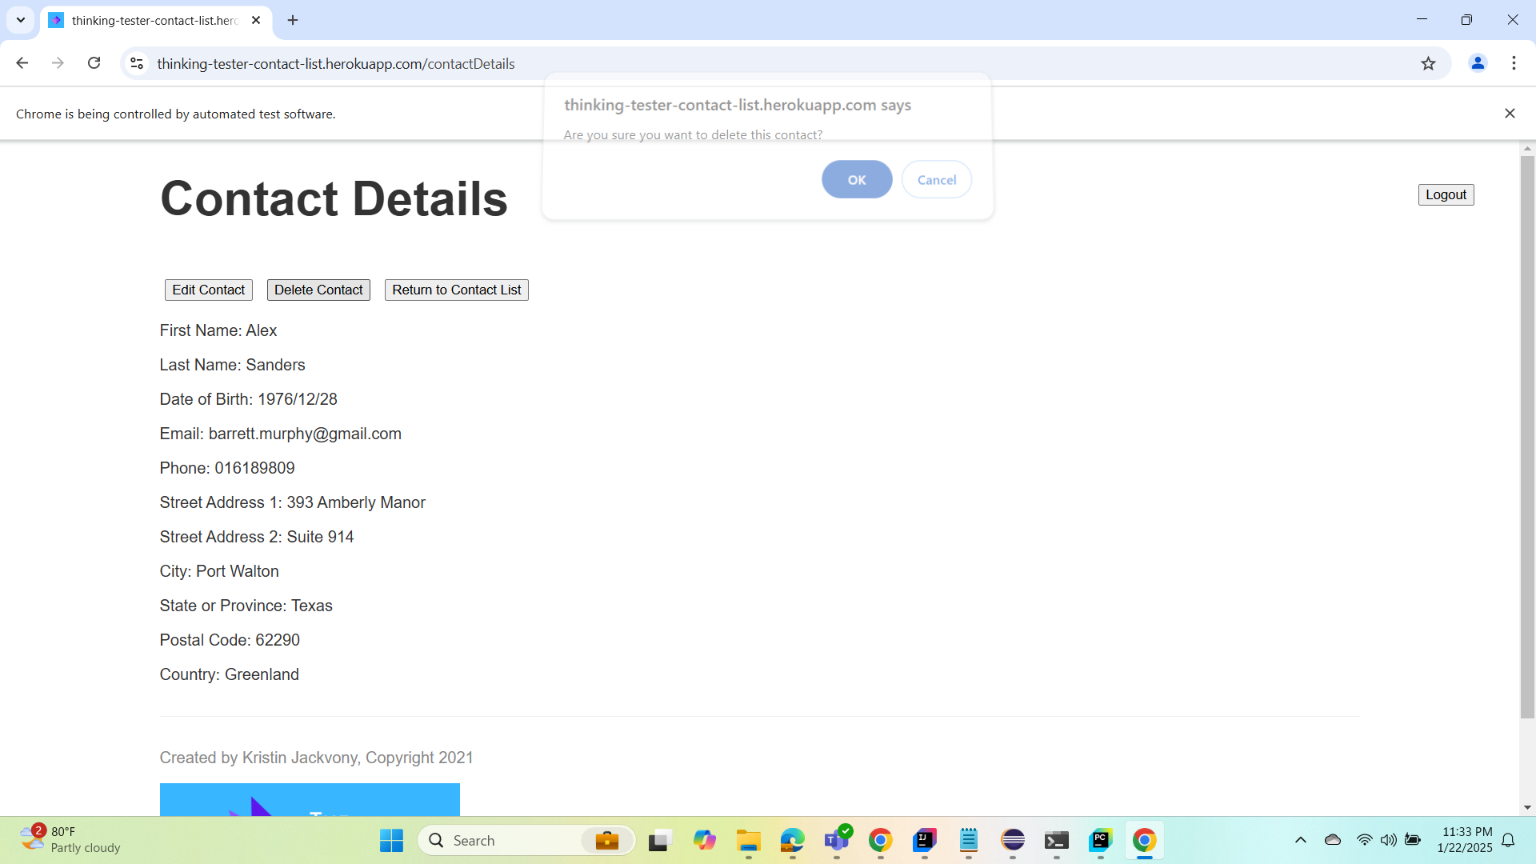 thinking-tester-contact-list.herc
thinking-tester-contact-list.herokuapp.com/contactDetails
Chrome is being controlled by automated test software.
thinking-tester-contact-list.herokuapp.com says
Are you sure you want to delete this contact?
OK
Cancel
Contact Details
Logout
Edit Contact
Delete Contact
Return to Contact List
First Name: Alex
Last Name: Sanders
Date of Birth: 1976/12/28
Email: barrett.murphy@gmail.com
Phone: 016189809
Street Address 1: 393 Amberly Manor
Street Address 2: Suite 914
City: Port Walton
State or Province: Texas
Postal Code: 62290
Country: Greenland
Created by Kristin Jackvony, Copyright 2021
2
80°F
Partly cloudy
Search
IJ
PC
11:33 PM
1/22/2025